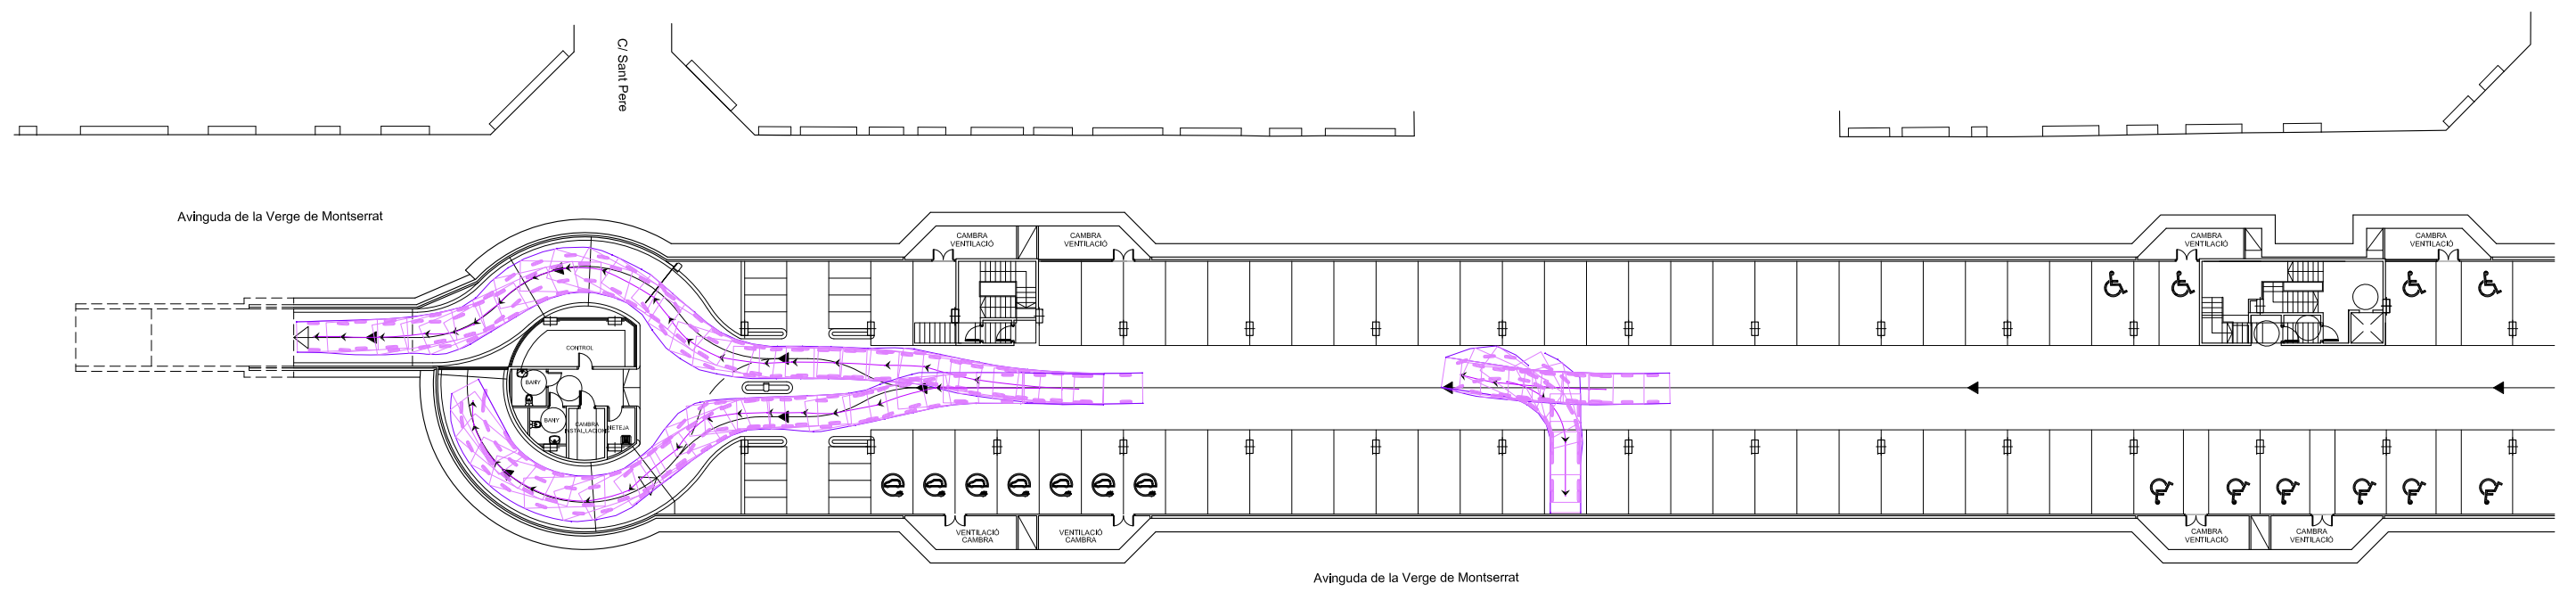 C/ Sant Pere
Avinguda de la Verge de Montserrat
CAMBRA
VENTILACIÓ
CAMBRA
VENTILACIÓ
CAMBRA
VENTILACIÓ
CAMBRA
VENTILACIÓ
CONTROL
BANY
BANY
CAMBRA
INSTAL.LACIONS
NETEJA
VENTILACIÓ
CAMBRA
VENTILACIÓ
CAMBRA
CAMBRA
VENTILACIÓ
CAMBRA
VENTILACIÓ
Avinguda de la Verge de Montserrat